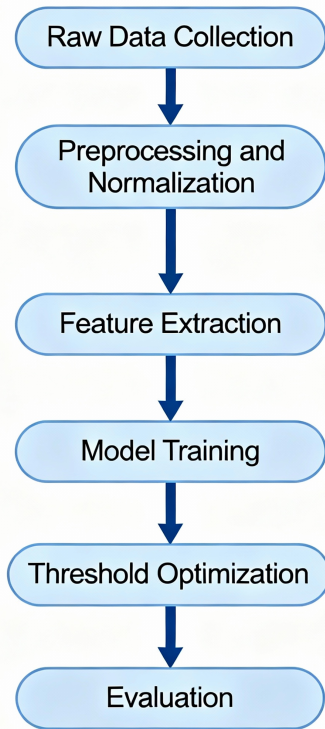 Raw Data Collection
Preprocessing and
Normalization
Feature Extraction
Model Training
Threshold Optimization
Evaluation